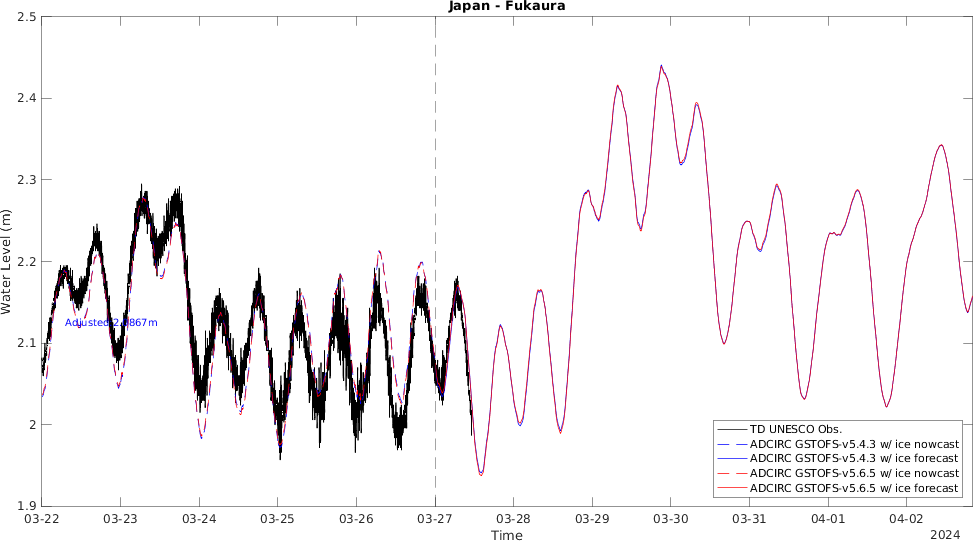 Japan - Fukaura
2.5
2.4
2.3
2.2
2.1
2
1.9
Water Level (m)
TD UNESCO Obs.
ADCIRC GSTOFS-v5.4.3 w/ ice nowcast
ADCIRC GSTOFS-v5.4.3 w/ ice forecast
ADCIRC GSTOFS-v5.6.5 w/ ice nowcast
ADCIRC GSTOFS-v5.6.5 w/ ice forecast
03-22 03-23 03-24 03-25 03-26 03-27 03-28 03-29 03-30 03-31 04-01 04-02
Time
2024